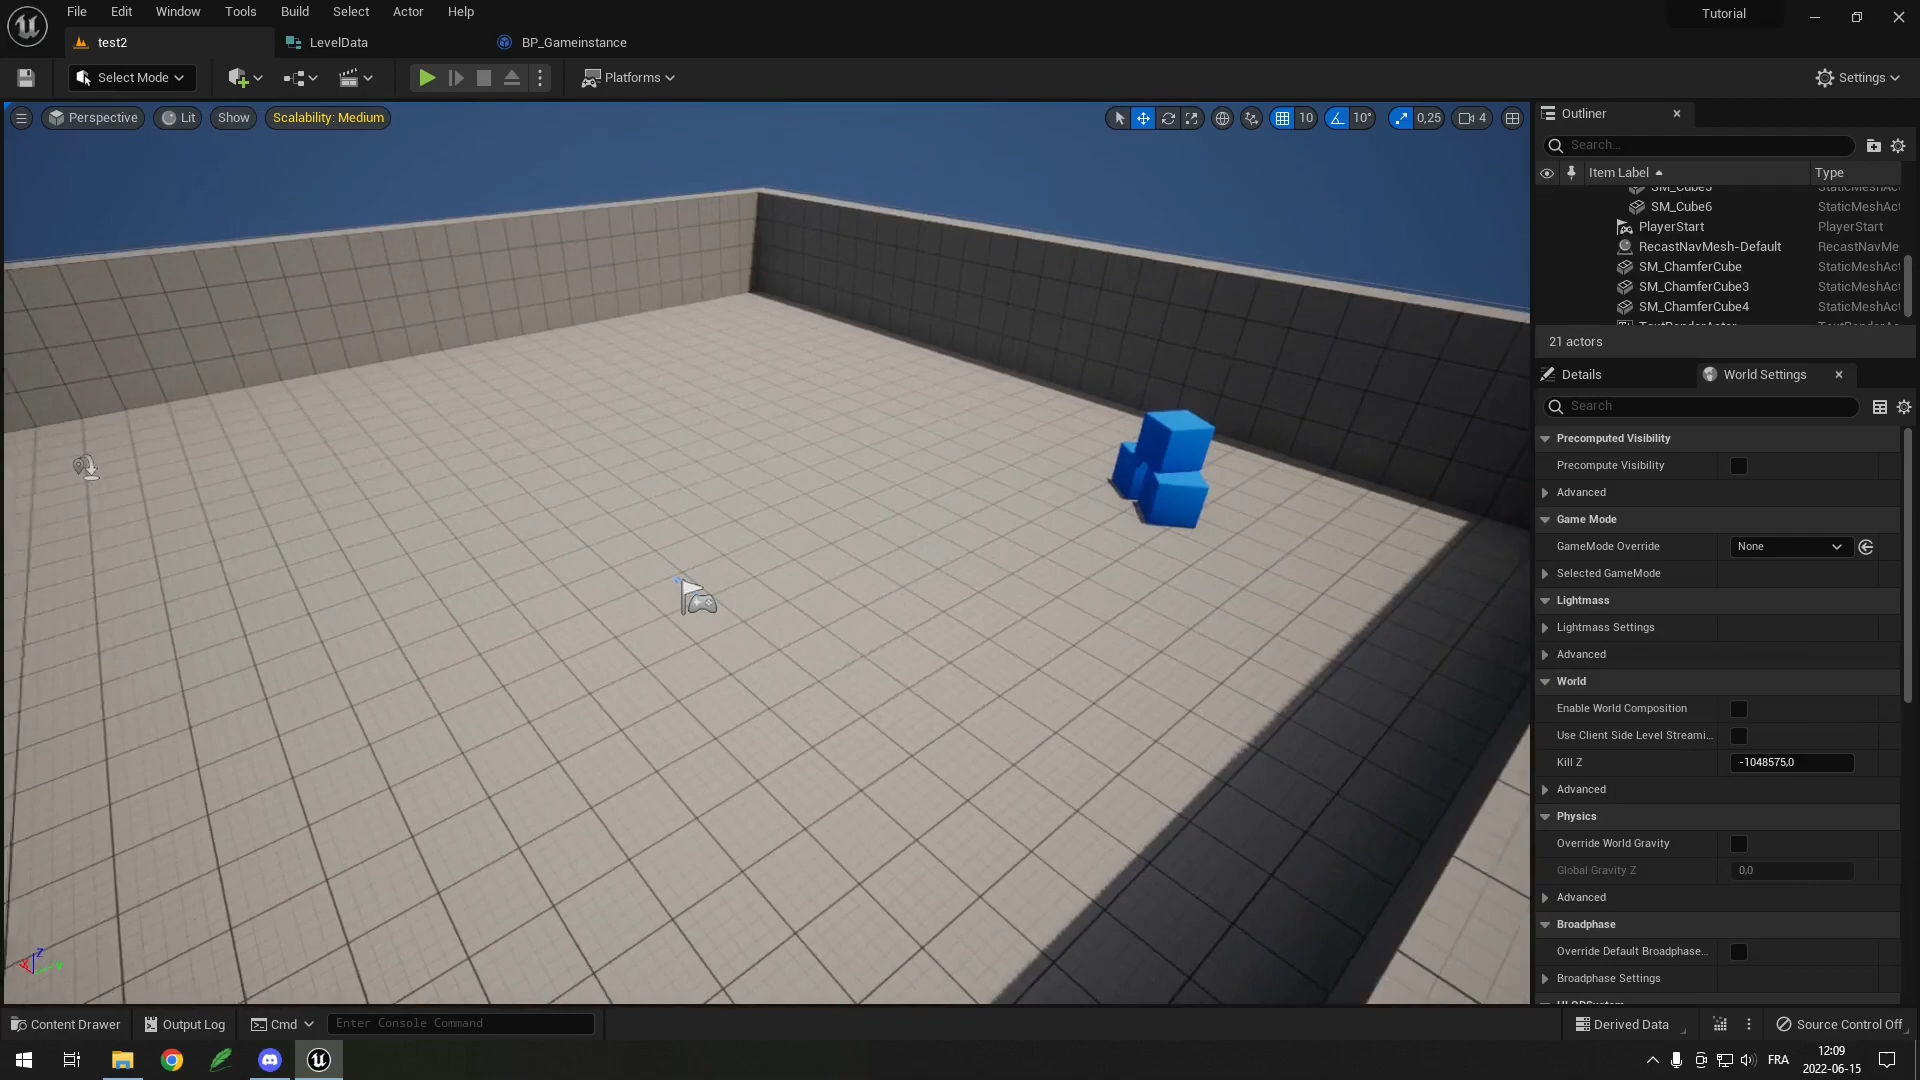 File Edit Window Tools Build Select Actor Help
Tutorial
test2
LevelData
BP_Gameinstance
Select Mode
Platforms
Settings
Perspective
Lit
Show
Scalability: Medium
10
10°
0,25
4
Outliner
Search...
Item Label
Type
SM_Cube5 StaticMeshAct
SM_Cube6 StaticMeshAct
PlayerStart PlayerStart
RecastNavMesh-Default RecastNavMe
SM_ChamferCube StaticMeshAct
SM_ChamferCube3 StaticMeshAct
SM_ChamferCube4 StaticMeshAct
21 actors
Details
World Settings
Search
Precomputed Visibility
Precompute Visibility
Advanced
Game Mode
GameMode Override None
Selected GameMode
Lightmass
Lightmass Settings
Advanced
World
Enable World Composition
Use Client Side Level Streami...
Kill Z -1048575,0
Advanced
Physics
Override World Gravity
Global Gravity Z 0,0
Advanced
Broadphase
Override Default Broadphase...
Broadphase Settings
Z
Content Drawer
Output Log
Cmd
Enter Console Command
Derived Data
Source Control Off
FRA
12:09
2022-06-15